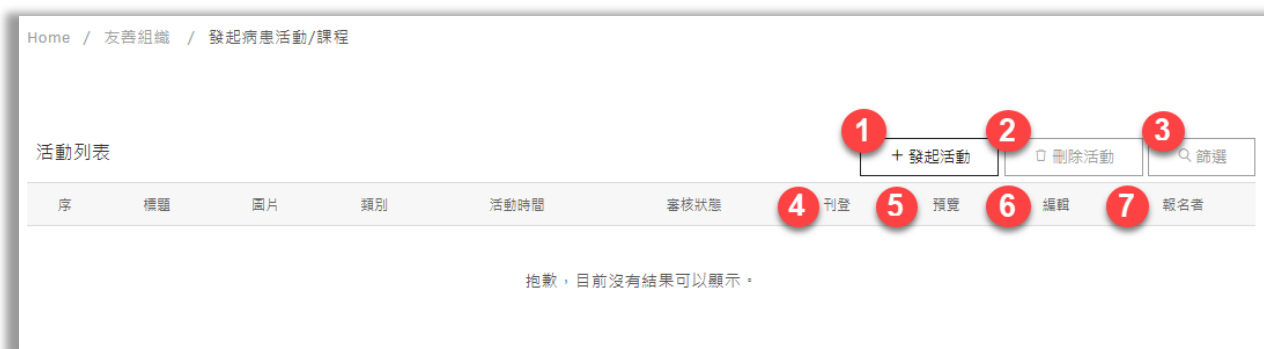 Home / 友善組織 / 發起病患活動/課程
1 2 3
活動列表 + 發起活動 刪除活動 篩選
序 標題 圖片 類別 活動時間 審核狀態 4 刊登 5 預覽 6 編輯 7 報名者
抱歉，目前沒有結果可以顯示。